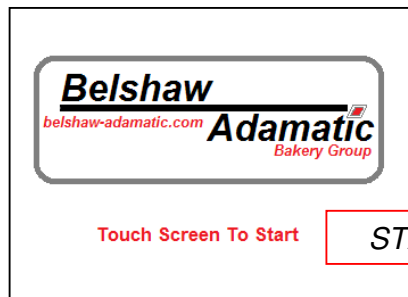 Belshaw
belshaw-adamatic.com
Adamatic
Bakery Group
Touch Screen To Start